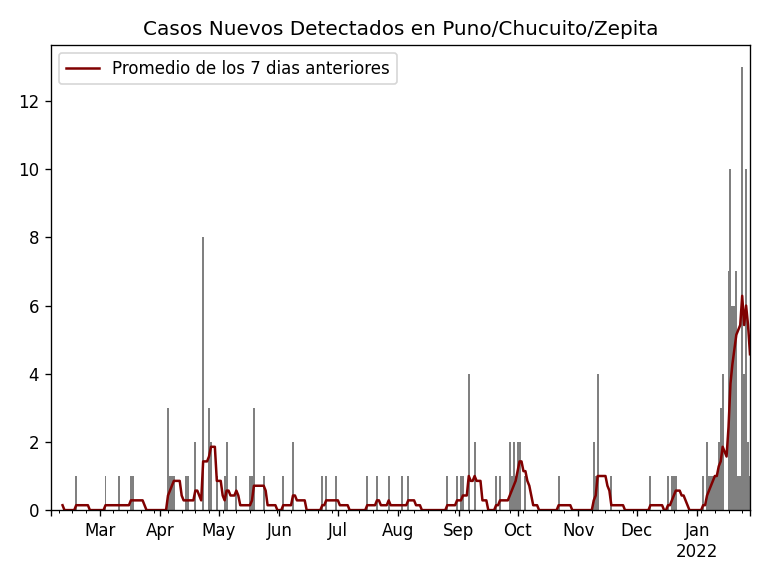 Casos Nuevos Detectados en Puno/Chucuito/Zepita
Promedio de los 7 dias anteriores
12
10
8
6
4
2
0
Mar Apr May Jun Jul Aug Sep Oct Nov Dec Jan
2022